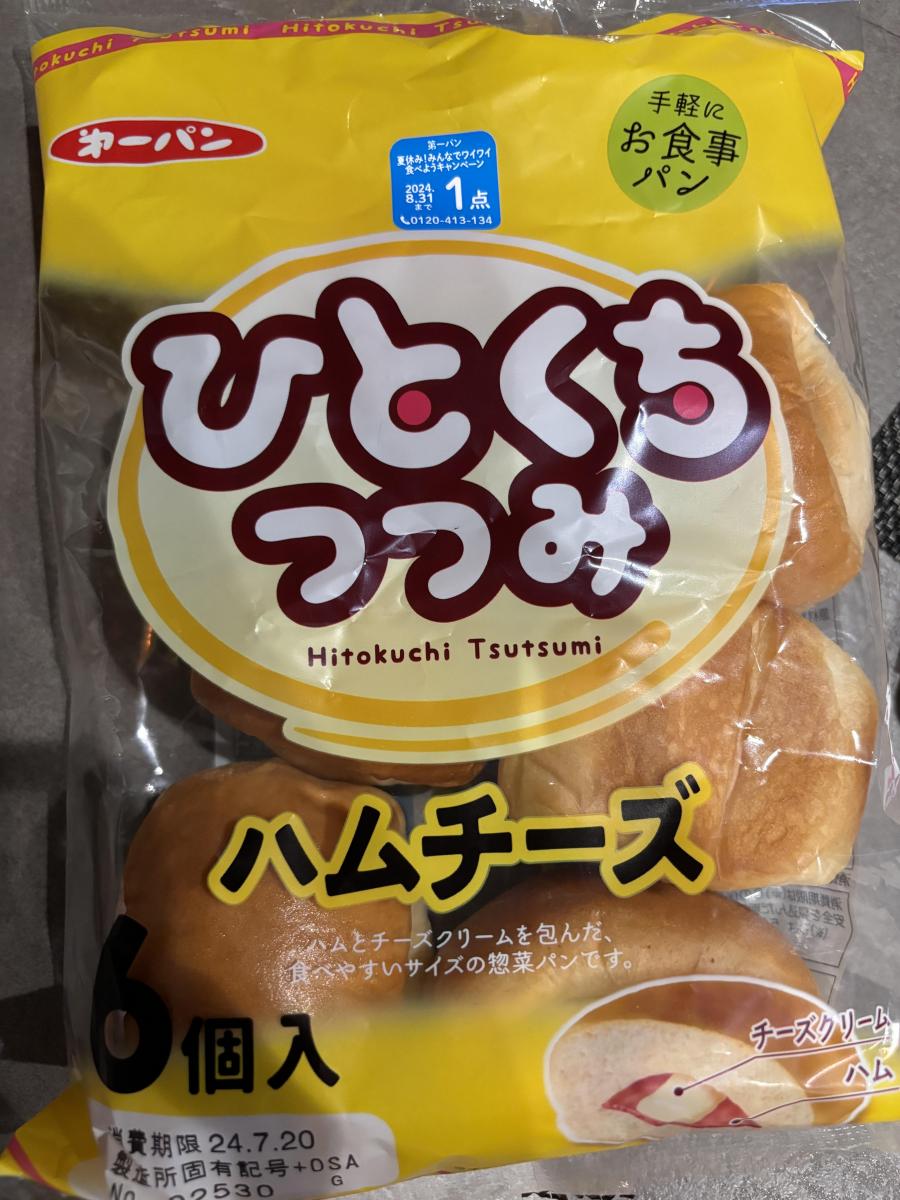 Hitokuchi Tsutsumi
第一パン
第一パン
夏休み!みんなでワイワイ
食べようキャンペーン
2024.
8.31
まで
1点
0120-413-134
手軽に
お食事
パン
ひとくち
つつみ
Hitokuchi Tsutsumi
ハムチーズ
ハムとチーズクリームを包んだ、
食べやすいサイズの惣菜パンです。
6個入
チーズクリーム
ハム
消費期限 24.7.20
製造所固有記号+OSA
G